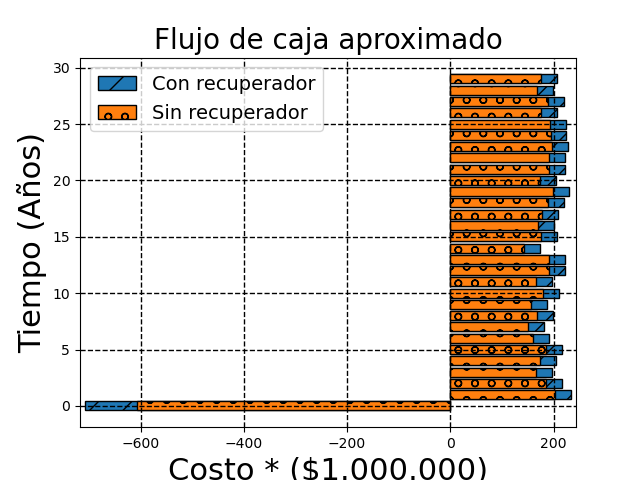 Flujo de caja aproximado
Con recuperador
Sin recuperador
Tiempo (Años)
30
25
20
15
10
5
0
−600
−400
−200
0
200
Costo * ($1.000.000)